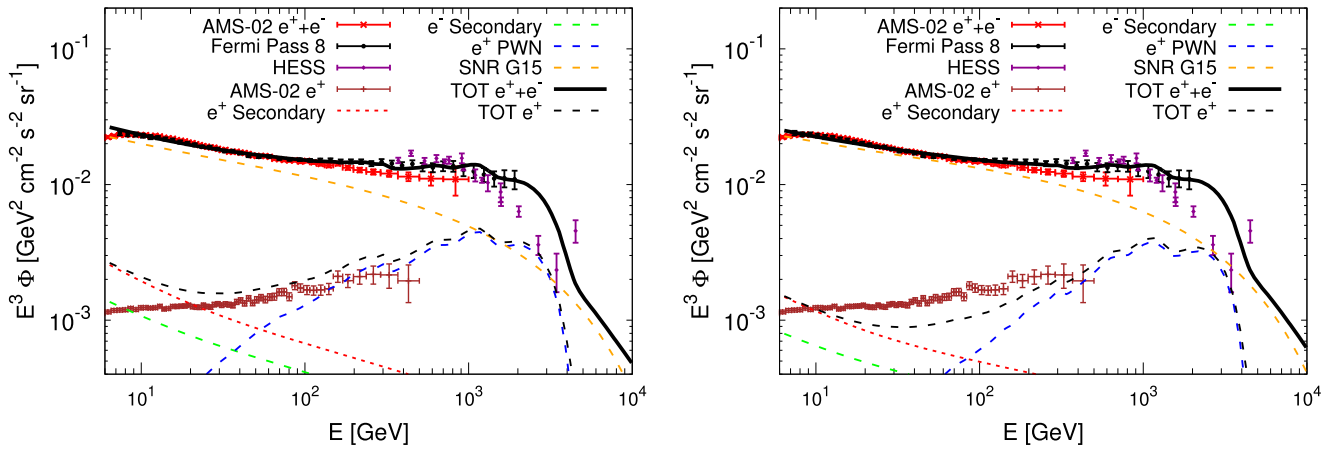 AMS-02 e⁺+e⁻
Fermi Pass 8
HESS
AMS-02 e⁺
e⁺ Secondary
e⁻ Secondary
e⁺ PWN
SNR G15
TOT e⁺+e⁻
TOT e⁺
10⁻¹
10⁻²
10⁻³
E³ Φ [GeV² cm⁻² s⁻² sr⁻¹]
10¹
10²
10³
10⁴
E [GeV]
AMS-02 e⁺+e⁻
Fermi Pass 8
HESS
AMS-02 e⁺
e⁺ Secondary
e⁻ Secondary
e⁺ PWN
SNR G15
TOT e⁺+e⁻
TOT e⁺
10⁻¹
10⁻²
10⁻³
E³ Φ [GeV² cm⁻² s⁻² sr⁻¹]
10¹
10²
10³
10⁴
E [GeV]